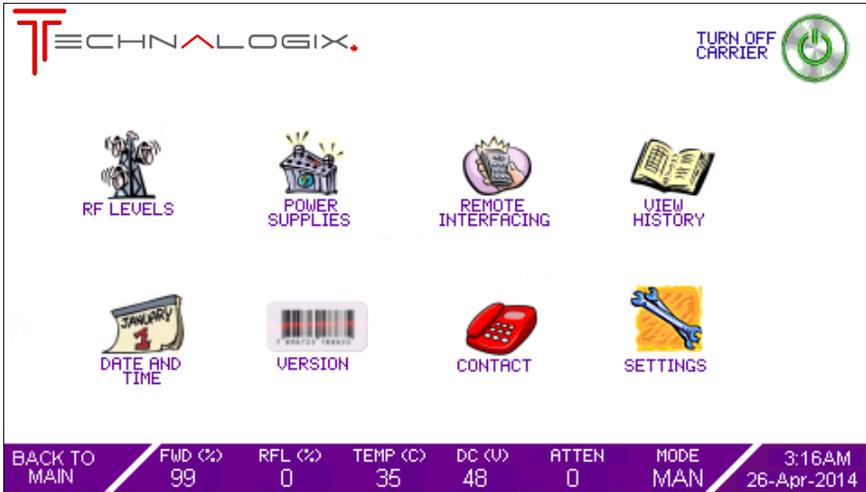 TECHNALOGIX
TURN OFF
CARRIER
RF LEVELS
POWER
SUPPLIES
REMOTE
INTERFACING
VIEW
HISTORY
JANUARY
1
DATE AND
TIME
VERSION
CONTACT
SETTINGS
BACK TO
MAIN
FWD (%)
99
RFL (%)
0
TEMP (C)
35
DC (V)
48
ATTEN
0
MODE
MAN
3:16AM
26-Apr-2014